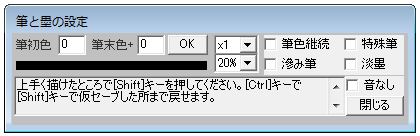 筆と墨の設定
筆初色 0 筆末色+ 0 OK x1 筆色継続 特殊筆
20% 滲み筆 淡墨
上手く描けたところで[Shift]キーを押してください。[Ctrl]キーで
[Shift]キーで仮セーブした所まで戻せます。
音なし
閉じる